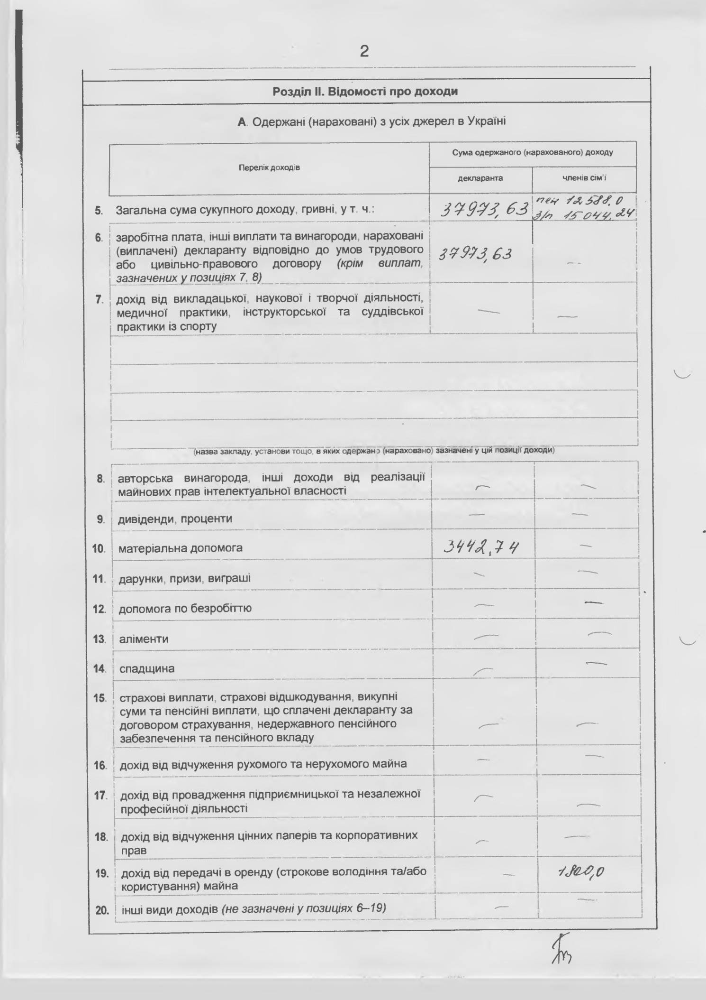 2
Розділ II. Відомості про доходи
А. Одержані (нараховані) з усіх джерел в Україні
Перелік доходів
Сума одержаного (нарахованого) доходу
декларанта
членів сім'ї
5. Загальна сума сукупного доходу, гривні, у т. ч.:
37973,63
пен 12588.0
з/п 15044.24
6. заробітна плата, інші виплати та винагороди, нараховані
(виплачені) декларанту відповідно до умов трудового
або цивільно-правового договору (крім виплат,
зазначених у позиціях 7, 8)
37973,63
—
7. дохід від викладацької, наукової і творчої діяльності,
медичної практики, інструкторської та суддівської
практики із спорту
— —
(назва закладу, установи тощо, в яких одержано (нараховано) зазначені у цій позиції доходи)
8. авторська винагорода, інші доходи від реалізації
майнових прав інтелектуальної власності
— —
9. дивіденди, проценти — —
10. матеріальна допомога 3442,74 —
11. дарунки, призи, виграші — —
12. допомога по безробіттю — —
13. аліменти — —
14. спадщина — —
15. страхові виплати, страхові відшкодування, викупні
суми та пенсійні виплати, що сплачені декларанту за
договором страхування, недержавного пенсійного
забезпечення та пенсійного вкладу
— —
16. дохід від відчуження рухомого та нерухомого майна — —
17. дохід від провадження підприємницької та незалежної
професійної діяльності
— —
18. дохід від відчуження цінних паперів та корпоративних
прав
— —
19. дохід від передачі в оренду (строкове володіння та/або
користування) майна
— 1800,0
20. інші види доходів (не зазначені у позиціях 6–19) — —